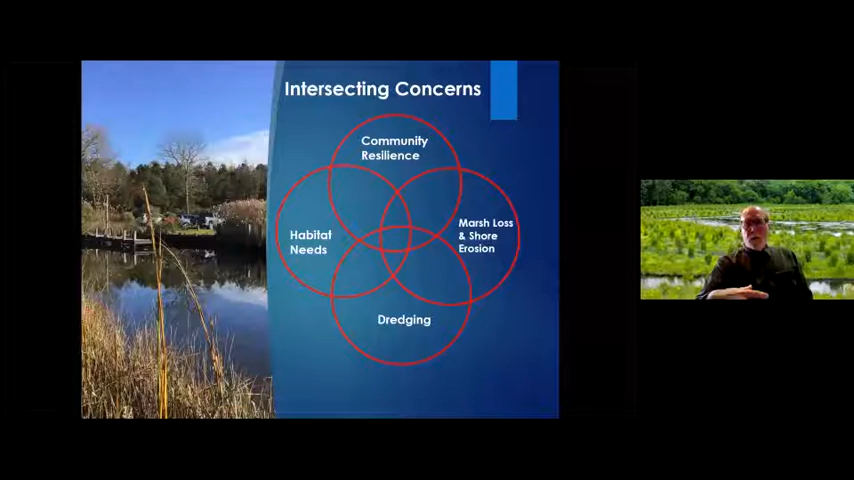 Intersecting Concerns
Community
Resilience
Habitat
Needs
Marsh Loss
& Shore
Erosion
Dredging